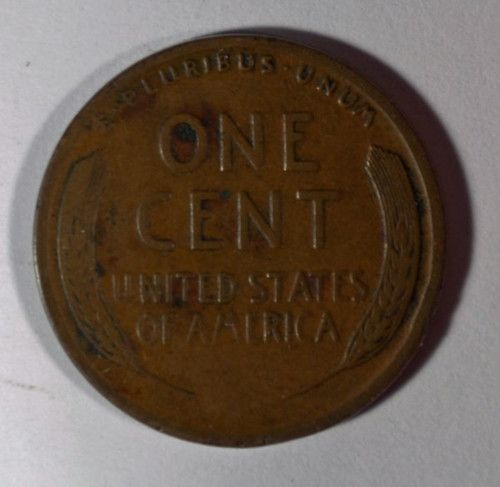 E·PLURIBUS·UNUM
ONE
CENT
UNITED STATES
OF AMERICA